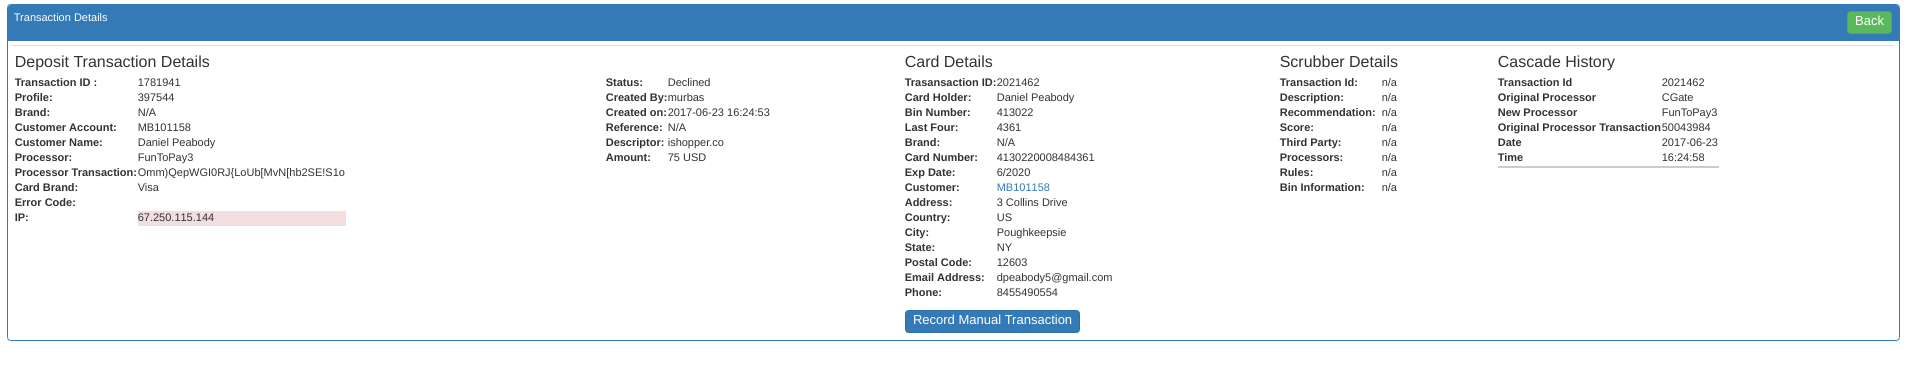 Transaction Details
Back
Deposit Transaction Details
Transaction ID : 1781941
Profile: 397544
Brand: N/A
Customer Account: MB101158
Customer Name: Daniel Peabody
Processor: FunToPay3
Processor Transaction: Omm)QepWGI0RJ{LoUb[MvN[hb2SE!S1o
Card Brand: Visa
Error Code:
IP: 67.250.115.144
Status: Declined
Created By: murbas
Created on: 2017-06-23 16:24:53
Reference: N/A
Descriptor: ishopper.co
Amount: 75 USD
Card Details
Trasansaction ID: 2021462
Card Holder: Daniel Peabody
Bin Number: 413022
Last Four: 4361
Brand: N/A
Card Number: 4130220008484361
Exp Date: 6/2020
Customer: MB101158
Address: 3 Collins Drive
Country: US
City: Poughkeepsie
State: NY
Postal Code: 12603
Email Address: dpeabody5@gmail.com
Phone: 8455490554
Record Manual Transaction
Scrubber Details
Transaction Id: n/a
Description: n/a
Recommendation: n/a
Score: n/a
Third Party: n/a
Processors: n/a
Rules: n/a
Bin Information: n/a
Cascade History
Transaction Id 2021462
Original Processor CGate
New Processor FunToPay3
Original Processor Transaction 50043984
Date 2017-06-23
Time 16:24:58